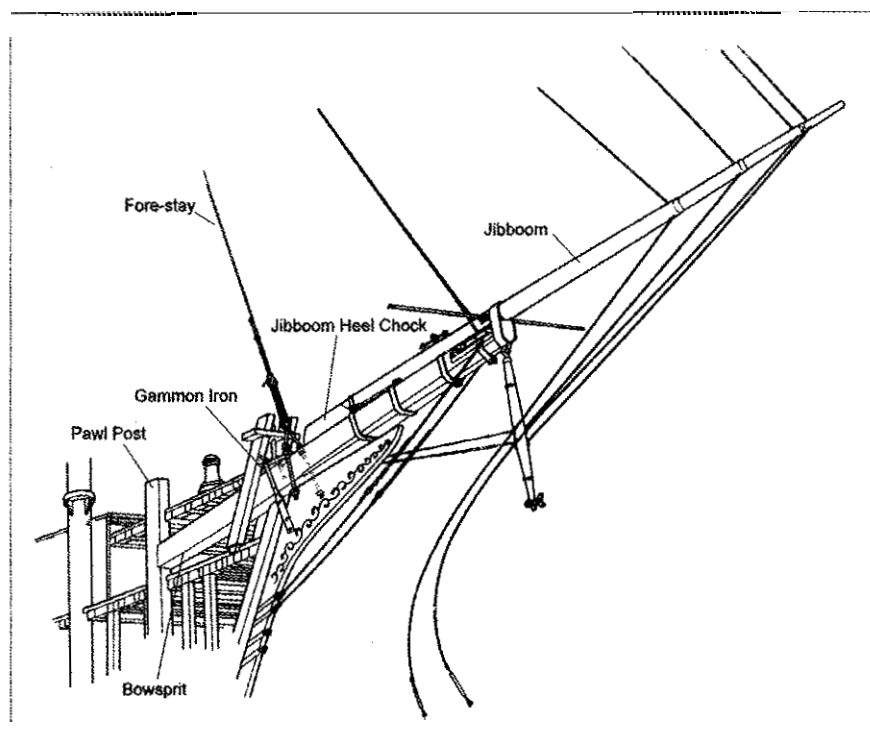 Fore-stay
Jibboom
Jibboom Heel Chock
Gammon Iron
Pawl Post
Bowsprit